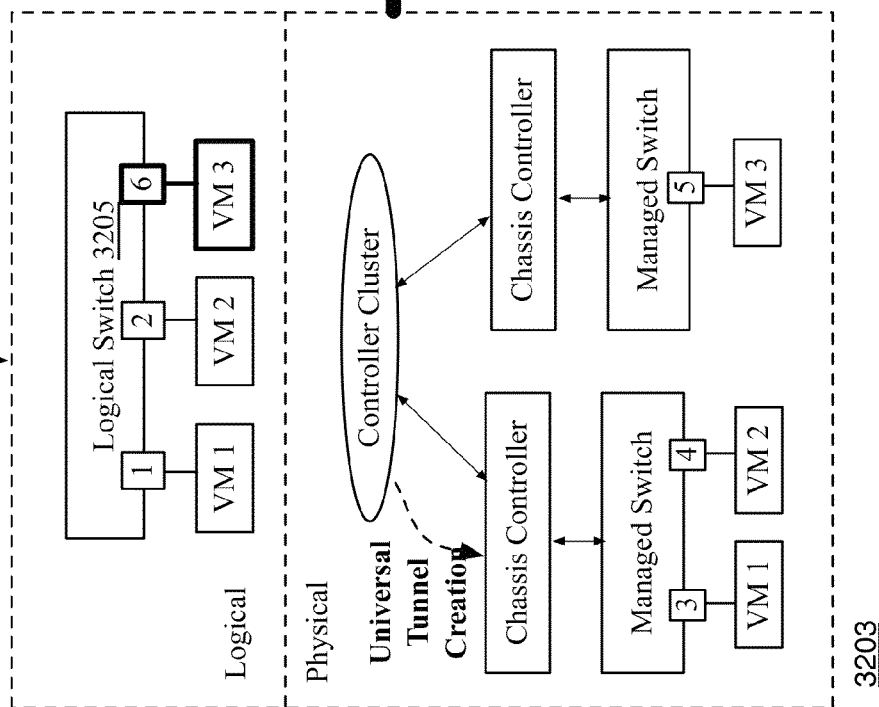 Logical Switch 3205
1
2
6
VM 1
VM 2
VM 3
Logical
Physical
Controller Cluster
Universal
Tunnel
Creation
Chassis Controller
Chassis Controller
Managed Switch
Managed Switch
3
4
5
VM 1
VM 2
VM 3
3203